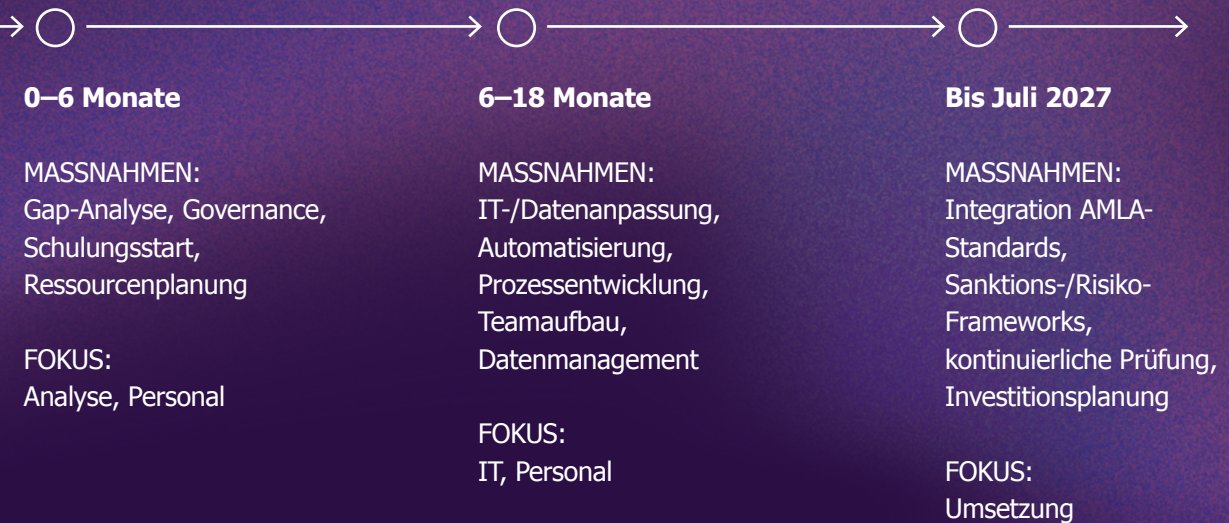 0–6 Monate
MASSNAHMEN:
Gap-Analyse, Governance,
Schulungsstart,
Ressourcenplanung
FOKUS:
Analyse, Personal
6–18 Monate
MASSNAHMEN:
IT-/Datenanpassung,
Automatisierung,
Prozessentwicklung,
Teamaufbau,
Datenmanagement
FOKUS:
IT, Personal
Bis Juli 2027
MASSNAHMEN:
Integration AMLA-
Standards,
Sanktions-/Risiko-
Frameworks,
kontinuierliche Prüfung,
Investitionsplanung
FOKUS:
Umsetzung